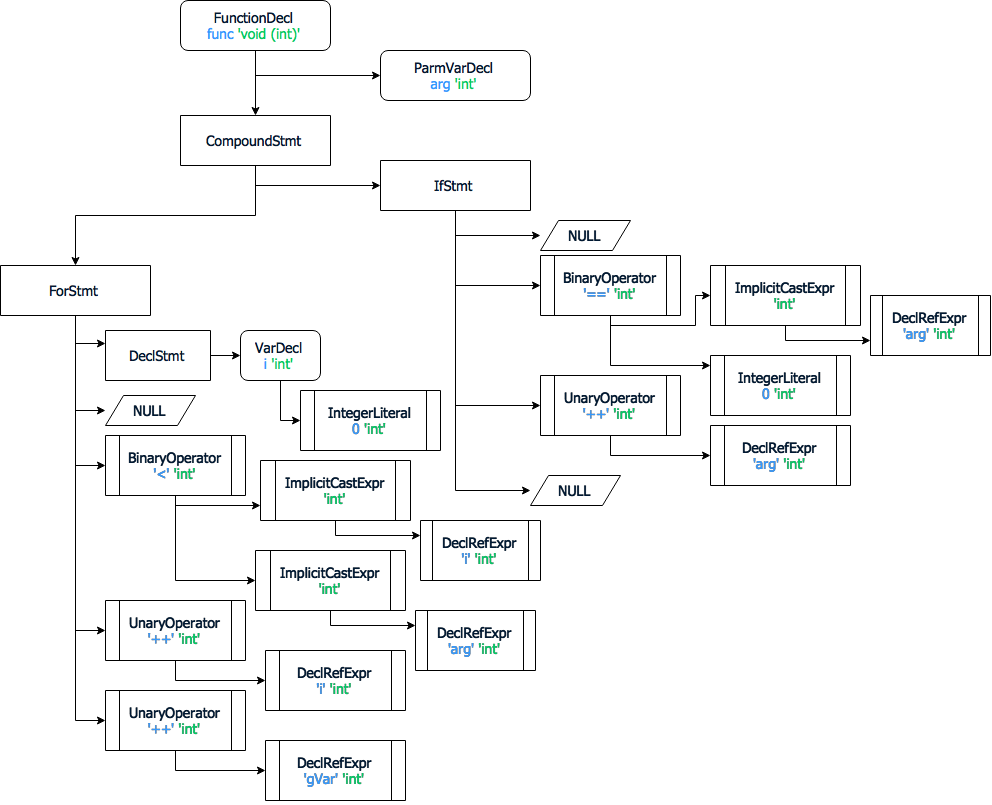 FunctionDecl
func 'void (int)'
ParmVarDecl
arg 'int'
CompoundStmt
IfStmt
NULL
BinaryOperator
'==' 'int'
ImplicitCastExpr
'int'
DeclRefExpr
'arg' 'int'
IntegerLiteral
0 'int'
UnaryOperator
'++' 'int'
DeclRefExpr
'arg' 'int'
NULL
ForStmt
DeclStmt
VarDecl
i 'int'
IntegerLiteral
0 'int'
NULL
BinaryOperator
'<' 'int'
ImplicitCastExpr
'int'
DeclRefExpr
'i' 'int'
ImplicitCastExpr
'int'
DeclRefExpr
'arg' 'int'
UnaryOperator
'++' 'int'
DeclRefExpr
'i' 'int'
UnaryOperator
'++' 'int'
DeclRefExpr
'gVar' 'int'